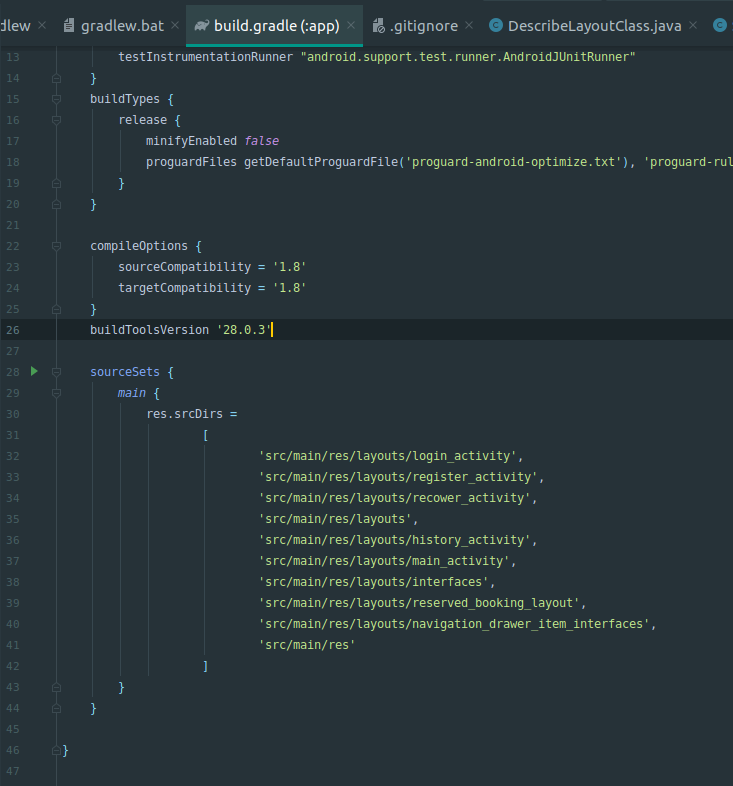 dlew × gradlew.bat × build.gradle (:app) × .gitignore × DescribeLayoutClass.java × C
13 testInstrumentationRunner "android.support.test.runner.AndroidJUnitRunner"
14 }
15 buildTypes {
16 release {
17 minifyEnabled false
18 proguardFiles getDefaultProguardFile('proguard-android-optimize.txt'), 'proguard-rul
19 }
20 }
21
22 compileOptions {
23 sourceCompatibility = '1.8'
24 targetCompatibility = '1.8'
25 }
26 buildToolsVersion '28.0.3'
27
28 sourceSets {
29 main {
30 res.srcDirs =
31 [
32 'src/main/res/layouts/login_activity',
33 'src/main/res/layouts/register_activity',
34 'src/main/res/layouts/recower_activity',
35 'src/main/res/layouts',
36 'src/main/res/layouts/history_activity',
37 'src/main/res/layouts/main_activity',
38 'src/main/res/layouts/interfaces',
39 'src/main/res/layouts/reserved_booking_layout',
40 'src/main/res/layouts/navigation_drawer_item_interfaces',
41 'src/main/res'
42 ]
43 }
44 }
45
46 }
47